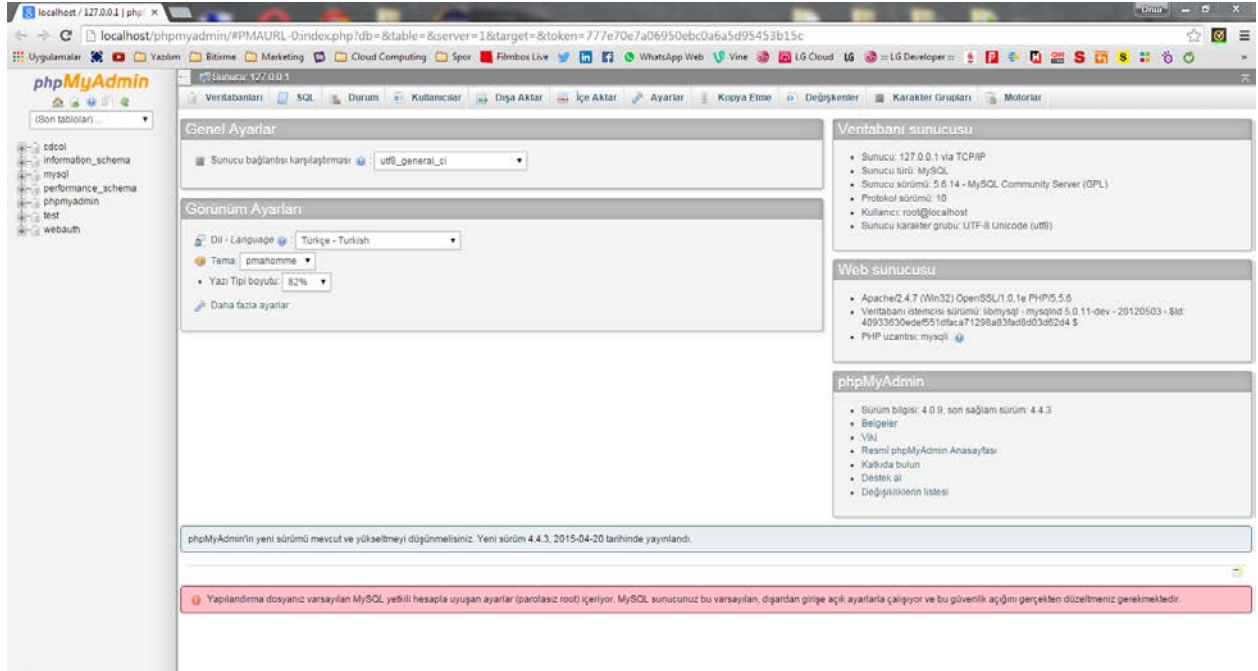 localhost / 127.0.0.1 | php
Onur
localhost/phpmyadmin/#PMAURL-0:index.php?db=&table=&server=1&target=&token=777e70e7a06950ebc0a6a5d95453b15c
Uygulamalar Yazılım Bitirme Marketing Cloud Computing Spor Filmbox Live WhatsApp Web Vine LG Cloud LG :: LG Developer ::
phpMyAdmin
(Son tablolar) ...
cdcol
information_schema
mysql
performance_schema
phpmyadmin
test
webauth
Sunucu: 127.0.0.1
Veritabanları SQL Durum Kullanıcılar Dışa Aktar İçe Aktar Ayarlar Kopya Etme Değişkenler Karakter Grupları Motorlar
Genel Ayarlar
Sunucu bağlantısı karşılaştırması : utf8_general_ci
Görünüm Ayarları
Dil - Language : Türkçe - Turkish
Tema: pmahomme
Yazı Tipi boyutu: 82%
Daha fazla ayarlar
Veritabanı sunucusu
Sunucu: 127.0.0.1 via TCP/IP
Sunucu türü: MySQL
Sunucu sürümü: 5.6.14 - MySQL Community Server (GPL)
Protokol sürümü: 10
Kullanıcı: root@localhost
Sunucu karakter grubu: UTF-8 Unicode (utf8)
Web sunucusu
Apache/2.4.7 (Win32) OpenSSL/1.0.1e PHP/5.5.6
Veritabanı istemcisi sürümü: libmysql - mysqlnd 5.0.11-dev - 20120503 - $Id:
40933630edef551dfaca71298a83fad8d03d62d4 $
PHP uzantısı: mysqli
phpMyAdmin
Sürüm bilgisi: 4.0.9, son sağlam sürüm: 4.4.3
Belgeler
Viki
Resmî phpMyAdmin Anasayfası
Katkıda bulun
Destek al
Değişikliklerin listesi
phpMyAdmin'in yeni sürümü mevcut ve yükseltmeyi düşünmelisiniz. Yeni sürüm 4.4.3, 2015-04-20 tarihinde yayınlandı.
Yapılandırma dosyanız varsayılan MySQL yetkili hesapla uyuşan ayarlar (parolasız root) içeriyor. MySQL sunucunuz bu varsayılan, dışardan girişe açık ayarlarla çalışıyor ve bu güvenlik açığını gerçekten düzeltmeniz gerekmektedir.